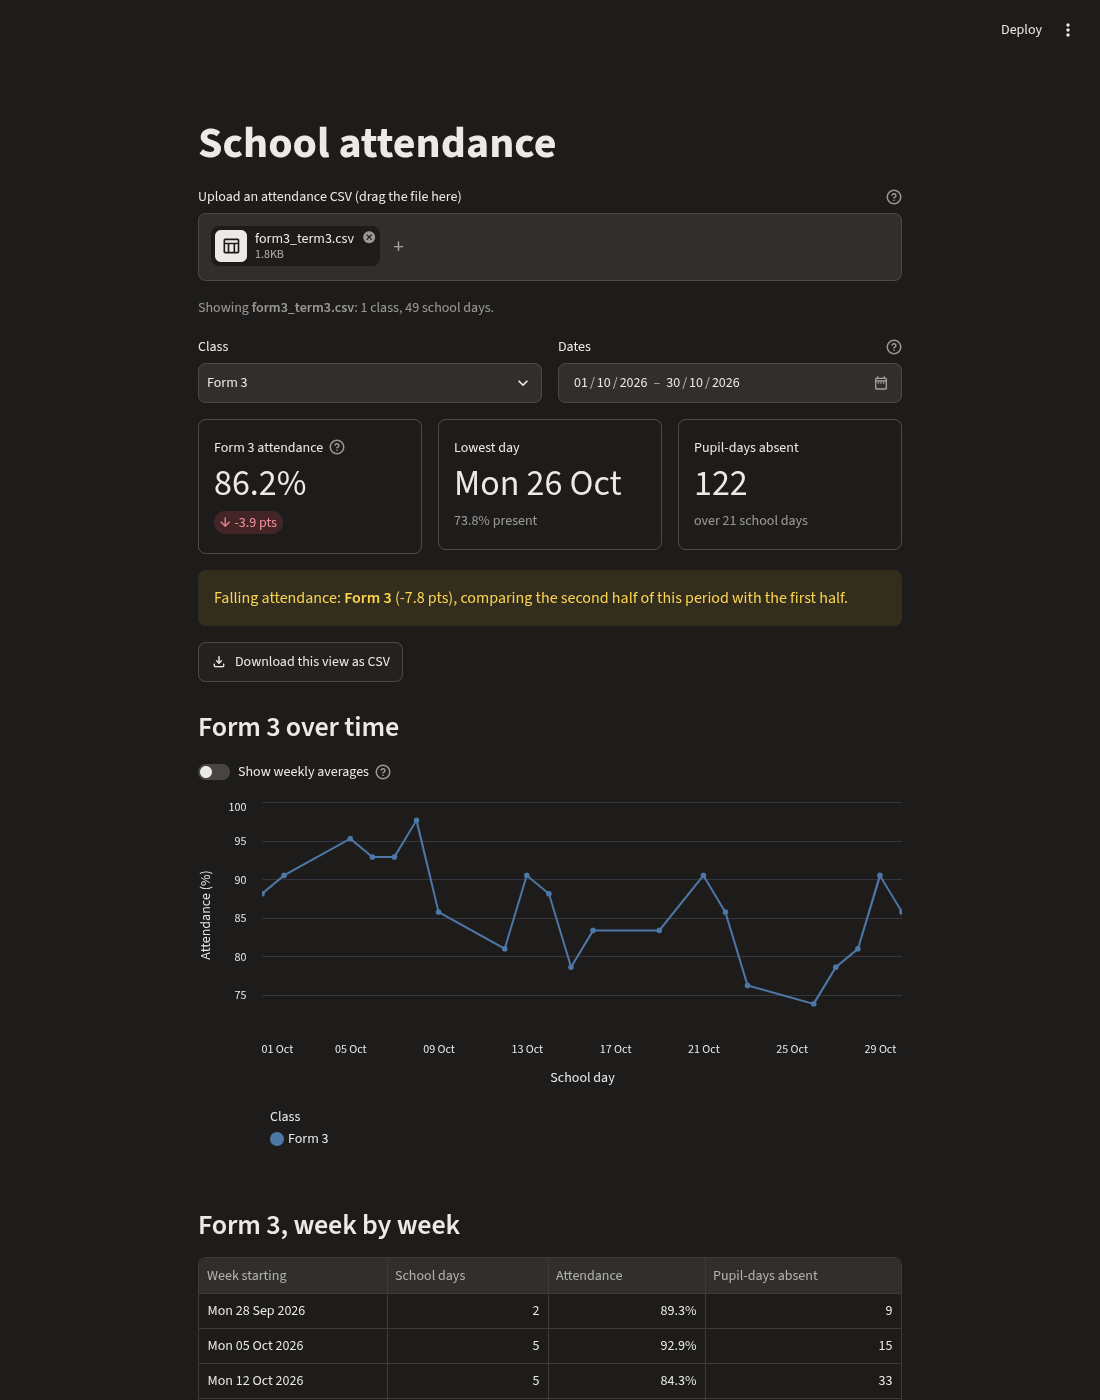 Deploy
School attendance
Upload an attendance CSV (drag the file here)
form3_term3.csv
1.8KB
Showing form3_term3.csv: 1 class, 49 school days.
Class
Dates
Form 3
01 / 10 / 2026 – 30 / 10 / 2026
Form 3 attendance
86.2%
-3.9 pts
Lowest day
Mon 26 Oct
73.8% present
Pupil-days absent
122
over 21 school days
Falling attendance: Form 3 (-7.8 pts), comparing the second half of this period with the first half.
Download this view as CSV
Form 3 over time
Show weekly averages
100
95
90
85
80
75
Attendance (%)
01 Oct 05 Oct 09 Oct 13 Oct 17 Oct 21 Oct 25 Oct 29 Oct
School day
Class
Form 3
Form 3, week by week
Week starting School days Attendance Pupil-days absent
Mon 28 Sep 2026 2 89.3% 9
Mon 05 Oct 2026 5 92.9% 15
Mon 12 Oct 2026 5 84.3% 33